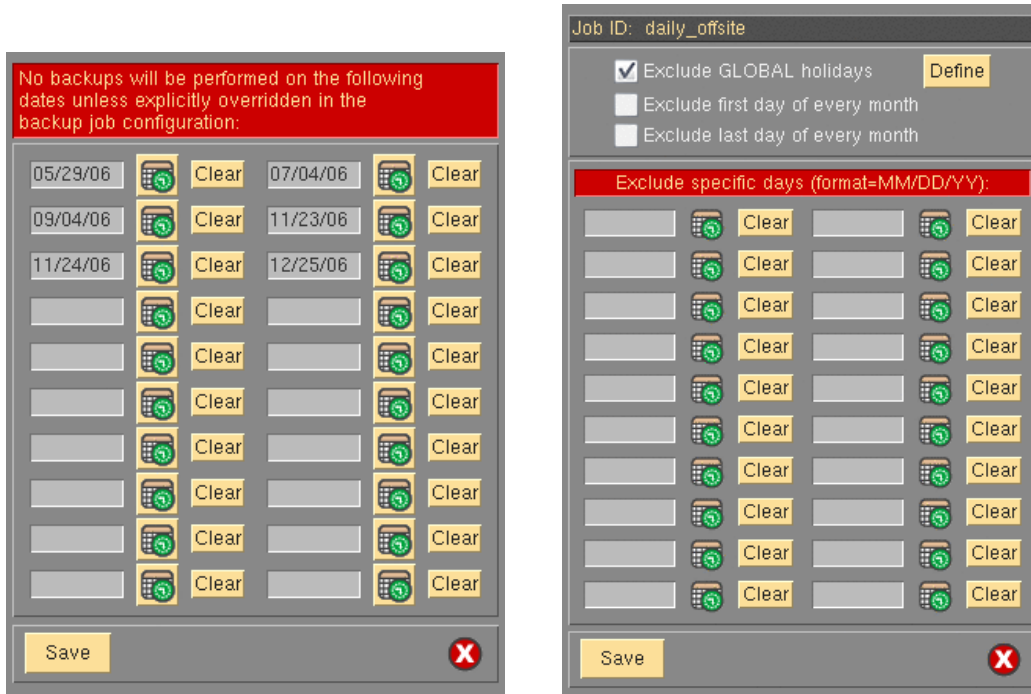 No backups will be performed on the following
dates unless explicitly overridden in the
backup job configuration:
05/29/06 Clear 07/04/06 Clear
09/04/06 Clear 11/23/06 Clear
11/24/06 Clear 12/25/06 Clear
Clear Clear
Clear Clear
Clear Clear
Clear Clear
Clear Clear
Clear Clear
Clear Clear
Save
Job ID: daily_offsite
Exclude GLOBAL holidays Define
Exclude first day of every month
Exclude last day of every month
Exclude specific days (format=MM/DD/YY):
Clear Clear
Clear Clear
Clear Clear
Clear Clear
Clear Clear
Clear Clear
Clear Clear
Clear Clear
Clear Clear
Clear Clear
Save